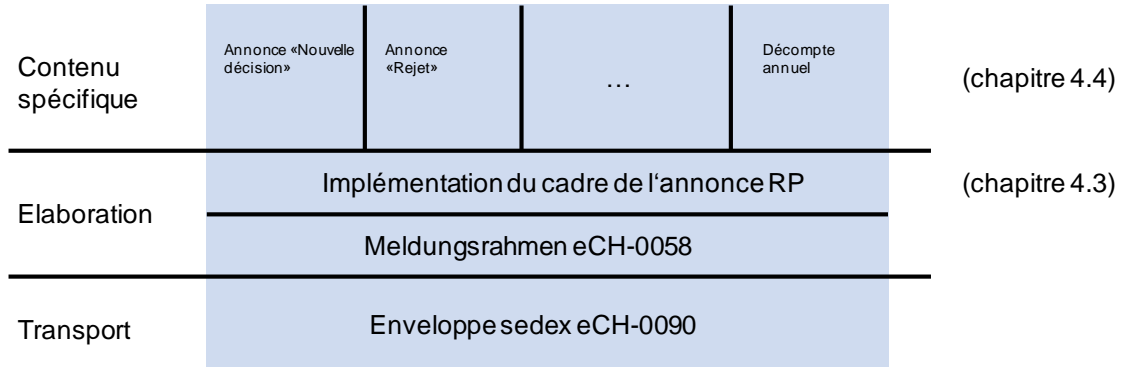 Contenu
spécifique
Annonce «Nouvelle
décision»
Annonce
«Rejet»
…
Décompte
annuel
(chapitre 4.4)
Elaboration
Implémentation du cadre de l‘annonce RP
(chapitre 4.3)
Meldungsrahmen eCH-0058
Transport
Enveloppe sedex eCH-0090